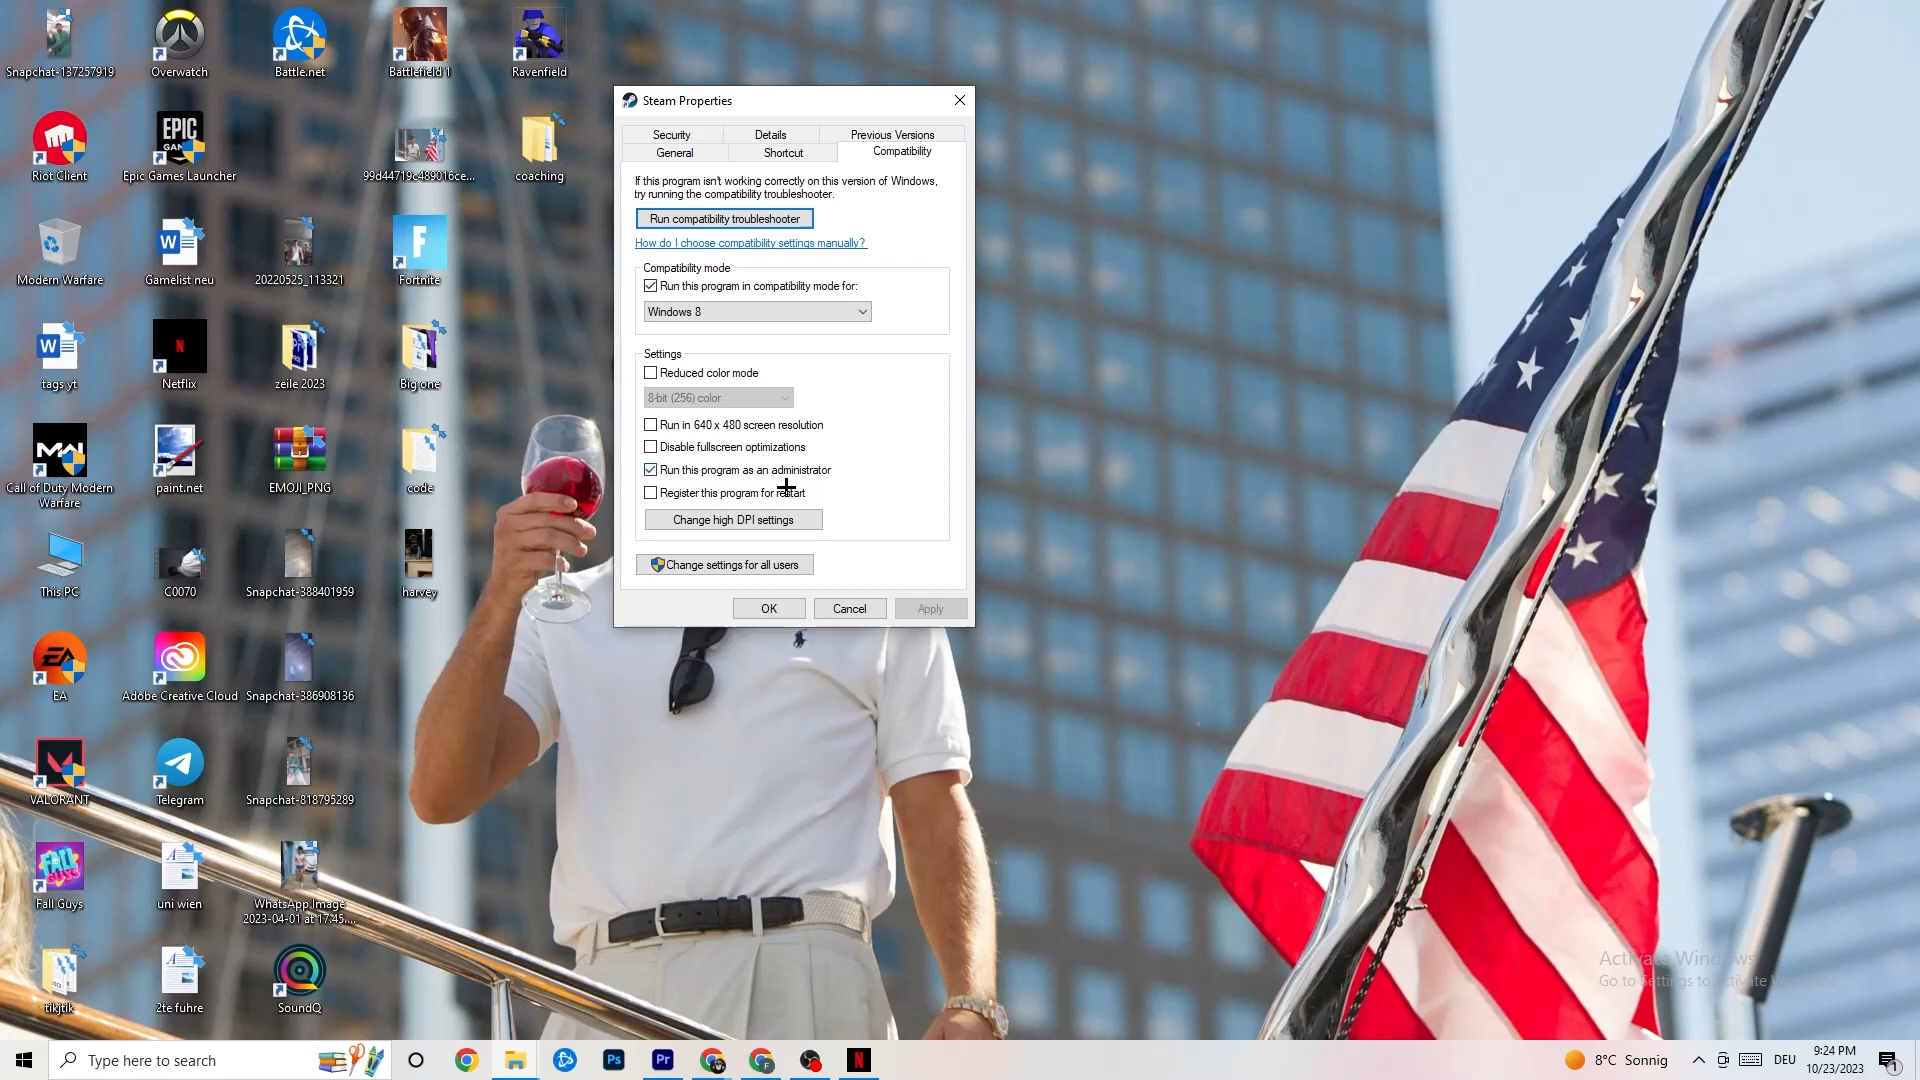 Snapchat-137257919
Overwatch
Battle.net
Battlefield 1
Ravenfield
EPIC
GAM
Riot Client
Epic Games Launcher
99d44719c489016ce...
coaching
Modern Warfare
Gamelist neu
20220525_113321
Fortnite
tags yt
Netflix
zeile 2023
Big one
Call of Duty Modern
Warfare
paint.net
EMOJI_PNG
code
This PC
C0070
Snapchat-388401959
harvey
EA
Adobe Creative Cloud
Snapchat-386908136
VALORANT
Telegram
Snapchat-818795289
FALL
GUYS
Fall Guys
uni wien
WhatsApp Image
2023-04-01 at 17.45....
tikjtik
2te fuhre
SoundQ
Steam Properties
Security
Details
Previous Versions
General
Shortcut
Compatibility
If this program isn't working correctly on this version of Windows,
try running the compatibility troubleshooter.
Run compatibility troubleshooter
How do I choose compatibility settings manually?
Compatibility mode
Run this program in compatibility mode for:
Windows 8
Settings
Reduced color mode
8-bit (256) color
Run in 640 x 480 screen resolution
Disable fullscreen optimizations
Run this program as an administrator
Register this program for restart
Change high DPI settings
Change settings for all users
OK
Cancel
Apply
Activate Windows
Go to Settings to activate
Type here to search
Ps
Pr
8°C Sonnig
DEU
9:24 PM
10/23/2023
1